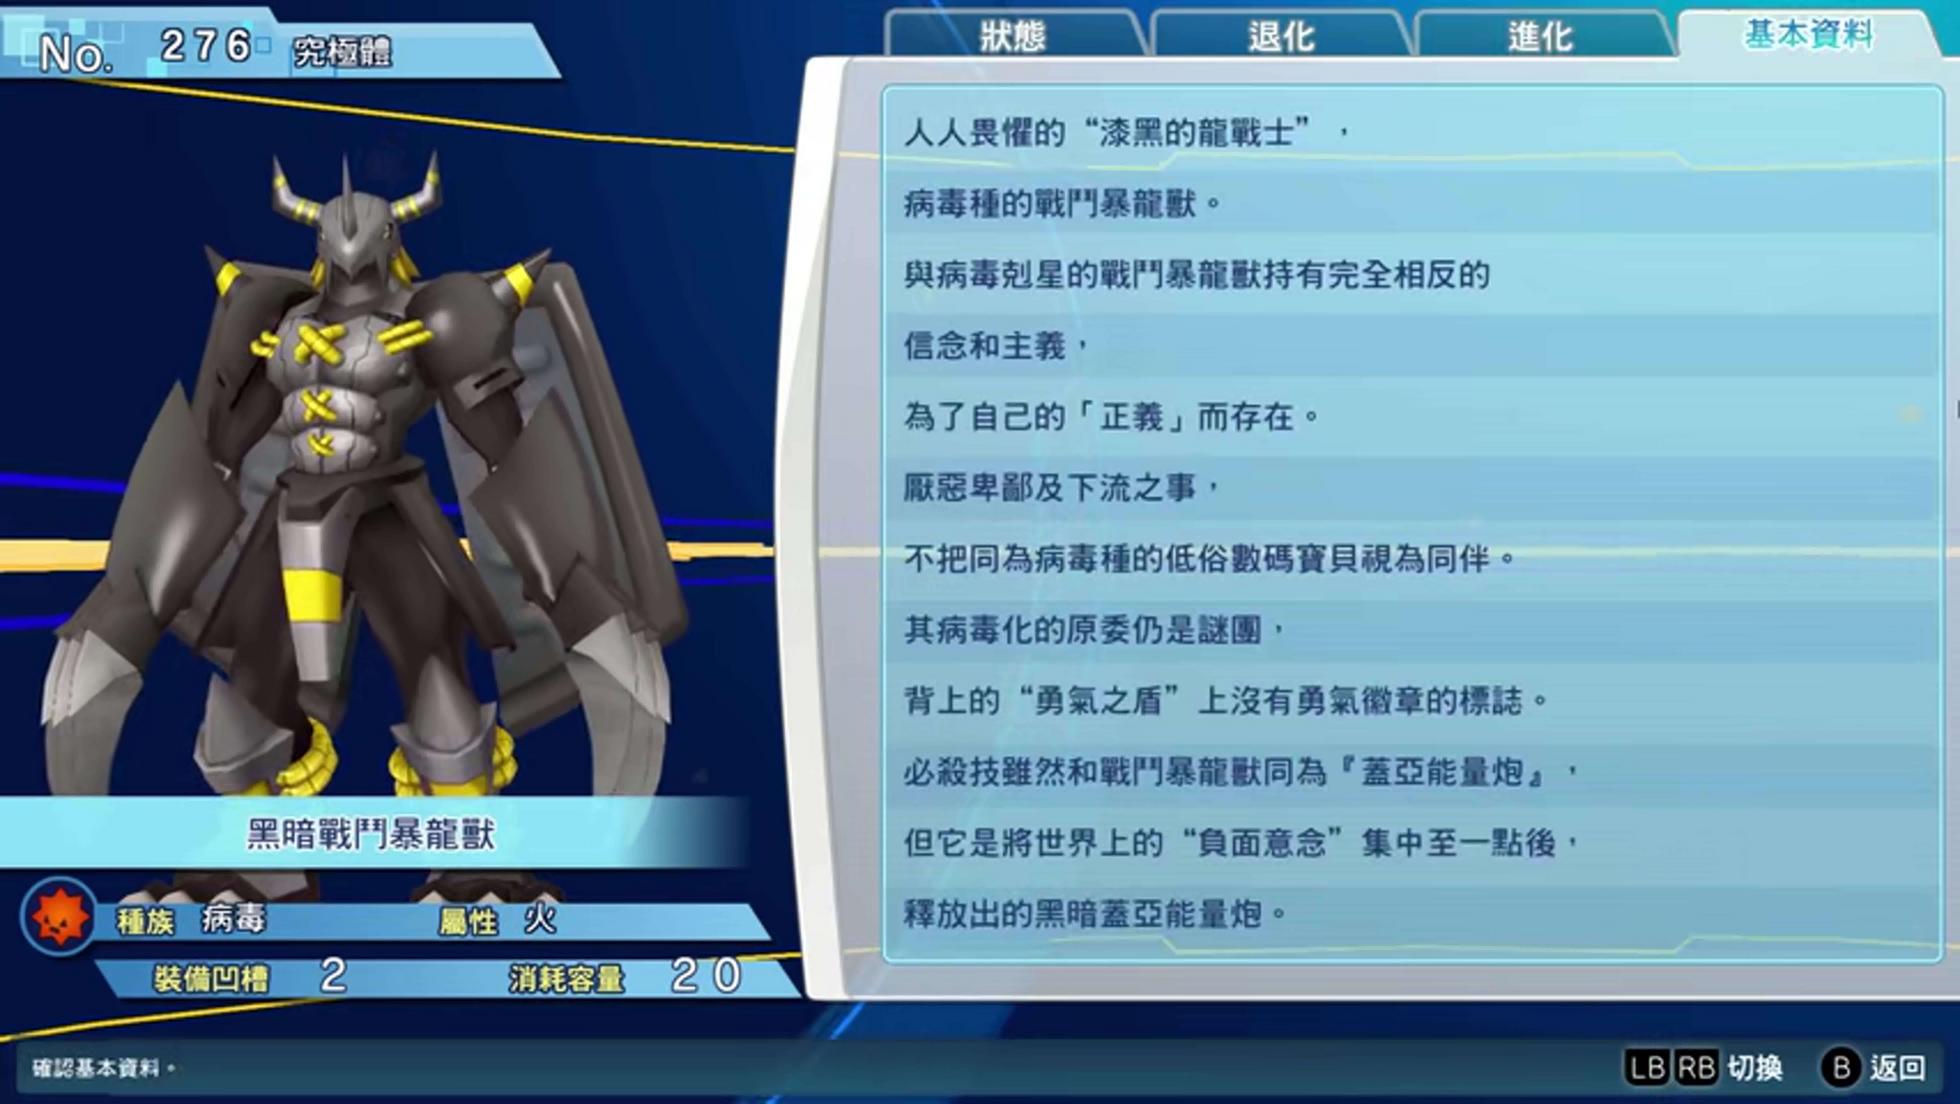 No. 276 究極體
狀態 退化 進化 基本資料
人人畏懼的“漆黑的龍戰士”，
病毒種的戰鬥暴龍獸。
與病毒剋星的戰鬥暴龍獸持有完全相反的
信念和主義，
為了自己的「正義」而存在。
厭惡卑鄙及下流之事，
不把同為病毒種的低俗數碼寶貝視為同伴。
其病毒化的原委仍是謎團，
背上的“勇氣之盾”上沒有勇氣徽章的標誌。
必殺技雖然和戰鬥暴龍獸同為『蓋亞能量炮』，
但它是將世界上的“負面意念”集中至一點後，
釋放出的黑暗蓋亞能量炮。
黑暗戰鬥暴龍獸
種族 病毒 屬性 火
裝備凹槽 2 消耗容量 20
確認基本資料。
LB RB 切換 B 返回